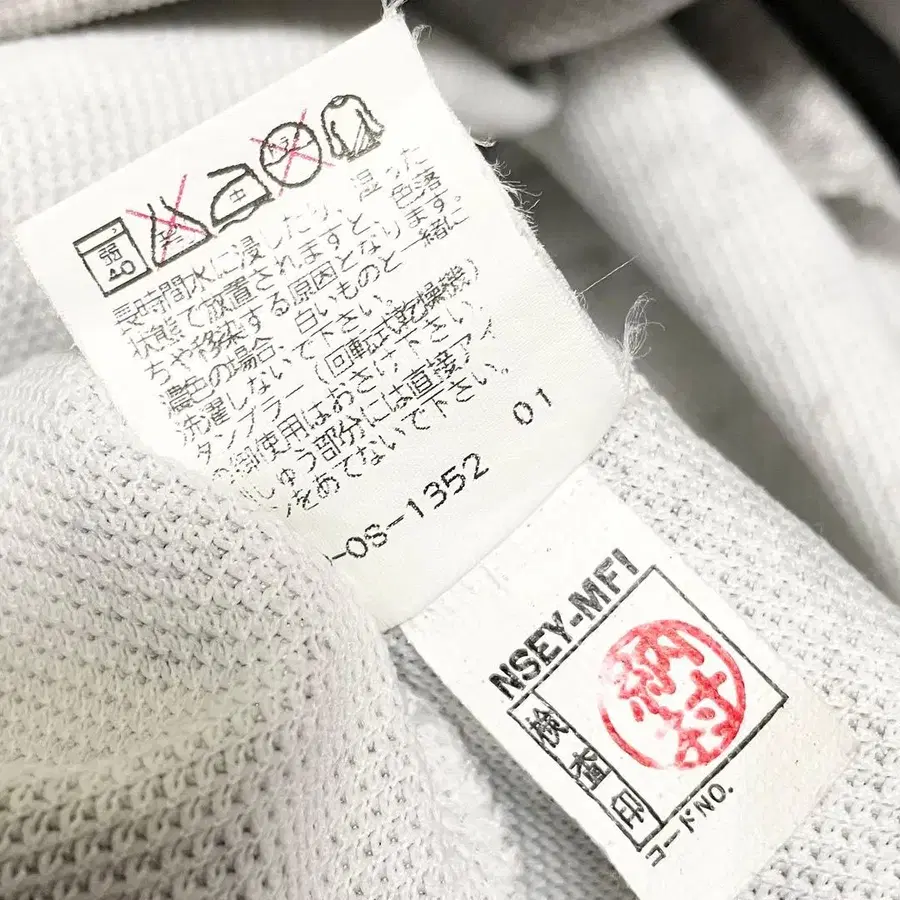 弱
40
中
長時間水に浸したり、湿った
状態で放置されますと、色落
ちや移染する原因となります。
濃色の場合、白いものと一緒に
洗濯しないで下さい。
タンブラー(回転式乾燥機)
の御使用はおさけ下さい
しゅう部分には直接アイ
ンをあてないで下さい。
-OS-1352 01
NSEY-MFI
検査印
コードNO.